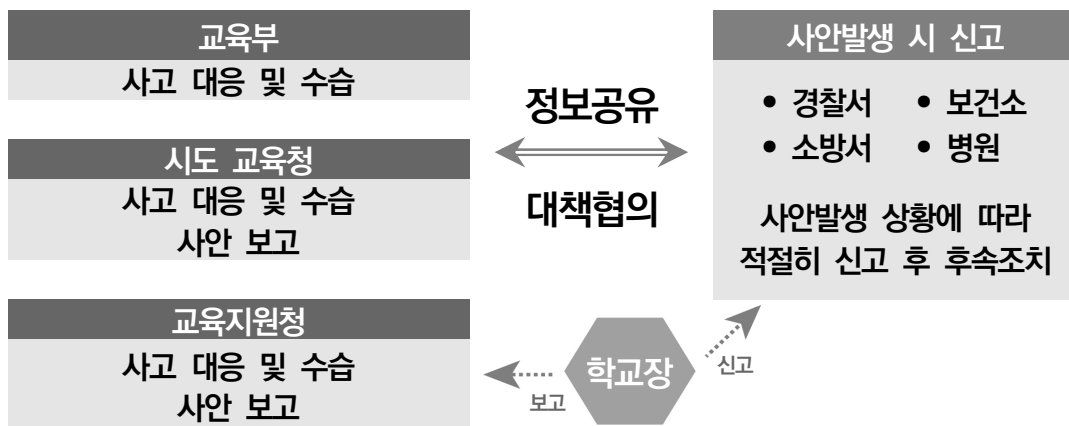 교육부
사고 대응 및 수습
시도 교육청
사고 대응 및 수습
사안 보고
교육지원청
사고 대응 및 수습
사안 보고
정보공유
대책협의
학교장
보고
신고
사안발생 시 신고
• 경찰서 • 보건소
• 소방서 • 병원
사안발생 상황에 따라
적절히 신고 후 후속조치